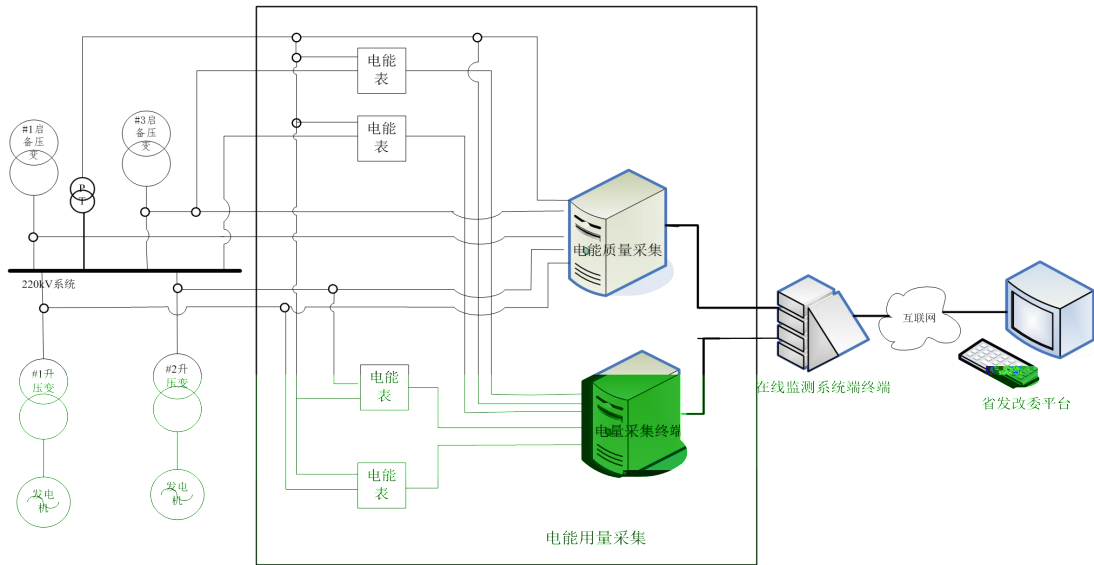 电能
表
电能
表
#1启
备压
变
#3启
备压
变
P
T
电能质量采集
220kV系统
互联网
#1升
压变
#2升
压变
电能
表
在线监测系统端终端
省发改委平台
电量采集终端
电能
表
发电
机
发电
机
电能用量采集